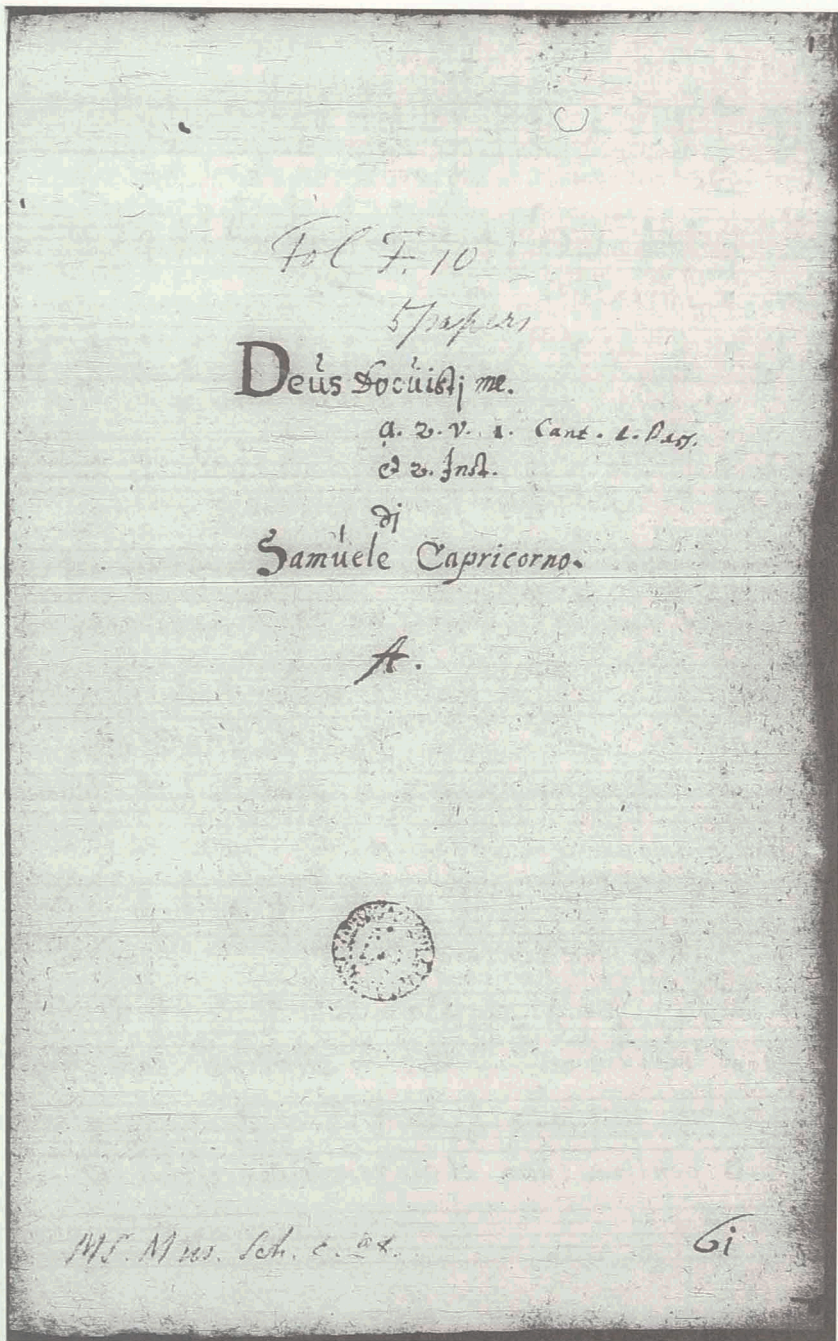 Fol F. 10
5 papers
Deus docuisti me.
a. 2. v. 1. Cant. 1. Bass.
et 2. Inst.
di
Samuele Capricorno.
A.
MS. Mus. Sch. c.
61